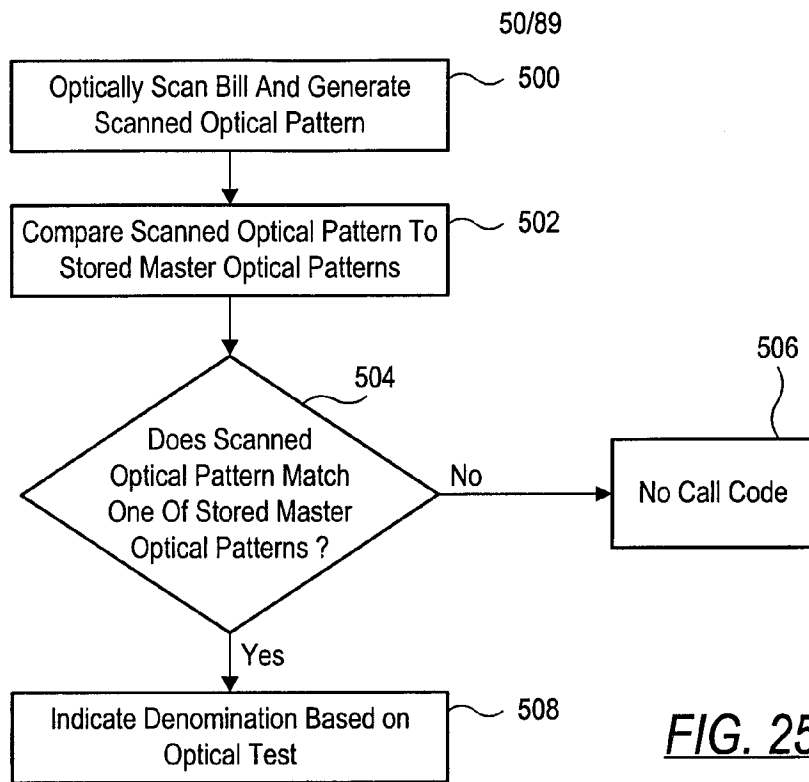 50/89
Optically Scan Bill And Generate
Scanned Optical Pattern
500
Compare Scanned Optical Pattern To
Stored Master Optical Patterns
502
504
Does Scanned
Optical Pattern Match
One Of Stored Master
Optical Patterns ?
No
506
No Call Code
Yes
Indicate Denomination Based on
Optical Test
508
FIG. 25